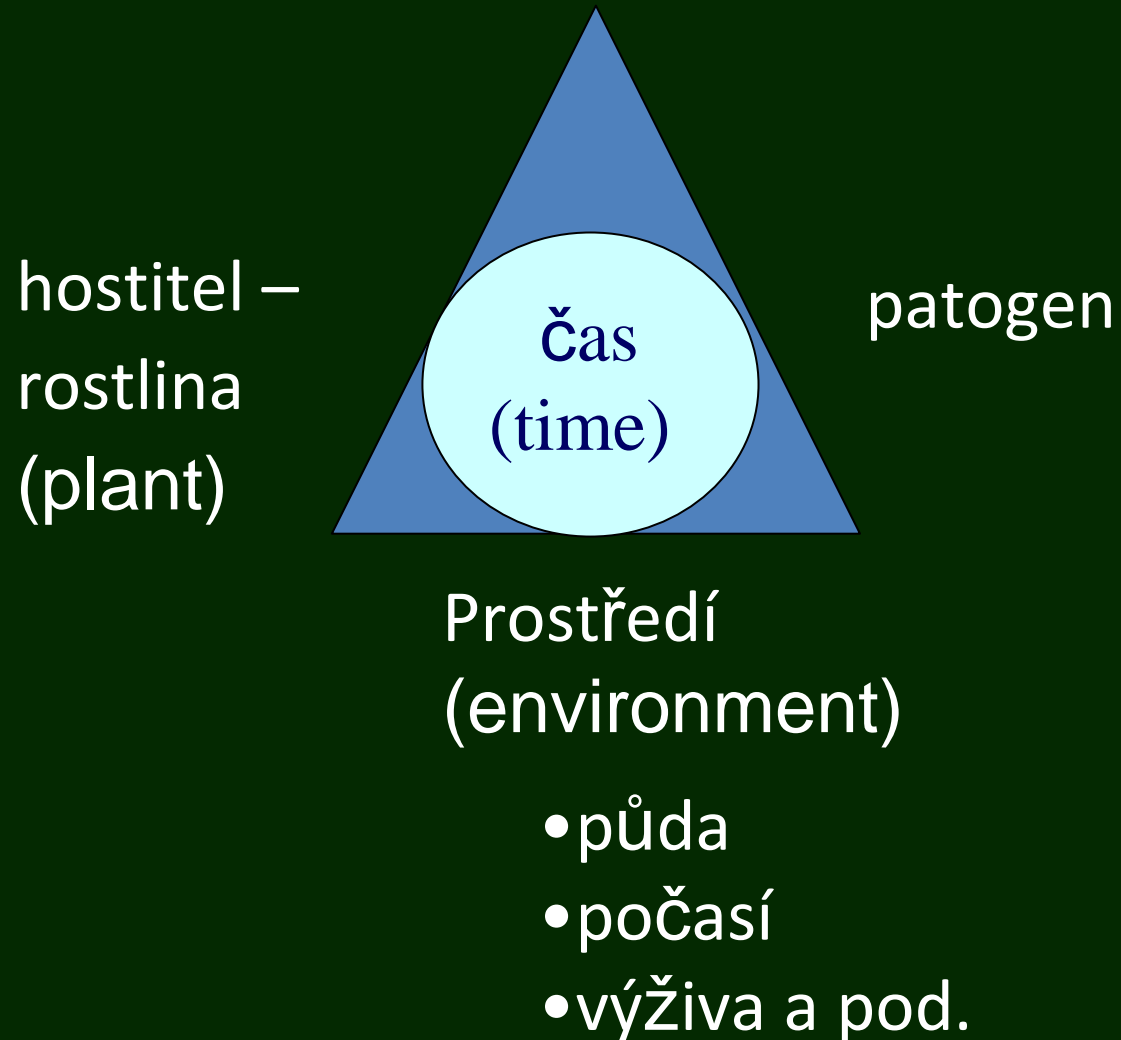 hostitel –
rostlina
(plant)
čas
(time)
patogen
Prostředí
(environment)
•půda
•počasí
•výživa a pod.